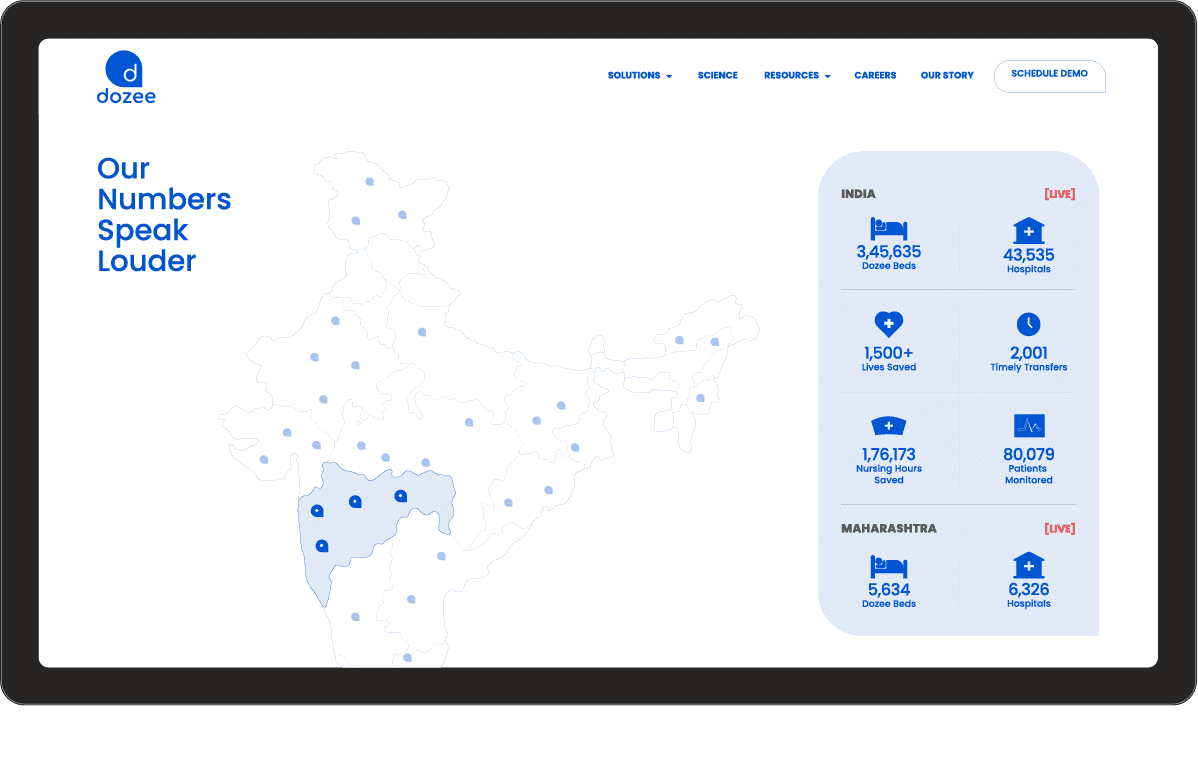 d
dozee
SOLUTIONS
SCIENCE
RESOURCES
CAREERS
OUR STORY
SCHEDULE DEMO
Our
Numbers
Speak
Louder
INDIA
[LIVE]
3,45,635
Dozee Beds
43,535
Hospitals
1,500+
Lives Saved
2,001
Timely Transfers
1,76,173
Nursing Hours
Saved
80,079
Patients
Monitored
MAHARASHTRA
[LIVE]
5,634
Dozee Beds
6,326
Hospitals